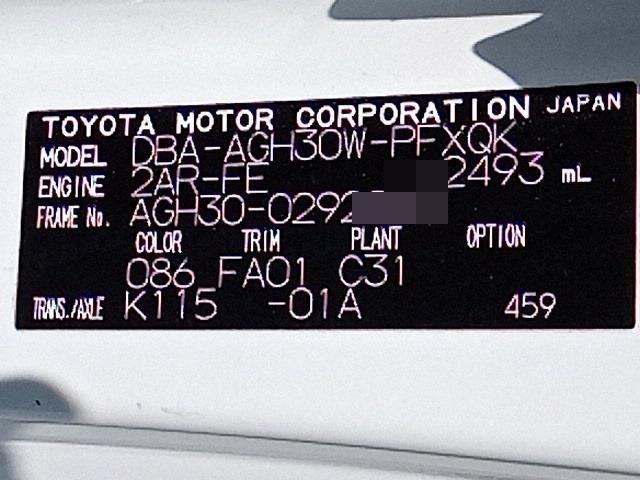 TOYOTA MOTOR CORPORATION JAPAN
MODEL DBA-AGH30W-PFXQK
ENGINE 2AR-FE 2493 mL
FRAME No. AGH30-0292
COLOR TRIM PLANT OPTION
086 FA01 C31
TRANS./AXLE K115 -01A 459